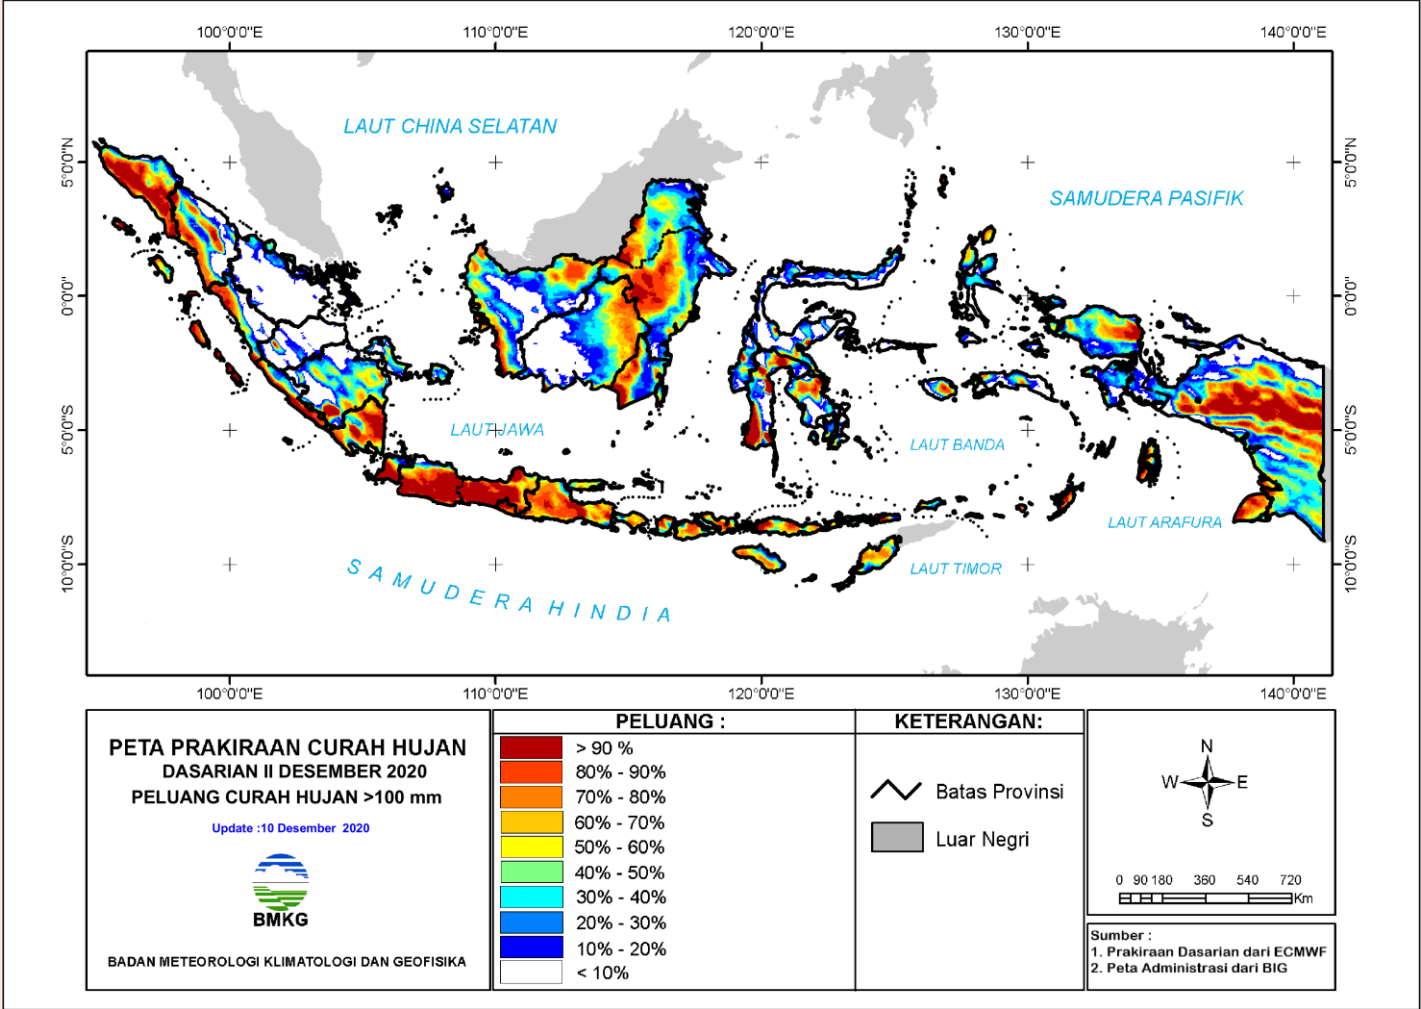 100°0'0"E 110°0'0"E 120°0'0"E 130°0'0"E 140°0'0"E
5°0'0"N 5°0'0"N
0°0'0" 0°0'0"
5°0'0"S 5°0'0"S
10°0'0"S 10°0'0"S
LAUT CHINA SELATAN
SAMUDERA PASIFIK
LAUT JAWA
LAUT BANDA
LAUT ARAFURA
LAUT TIMOR
SAMUDERA HINDIA
100°0'0"E 110°0'0"E 120°0'0"E 130°0'0"E 140°0'0"E
PETA PRAKIRAAN CURAH HUJAN
DASARIAN II DESEMBER 2020
PELUANG CURAH HUJAN >100 mm
Update :10 Desember 2020
BMKG
BADAN METEOROLOGI KLIMATOLOGI DAN GEOFISIKA
PELUANG :
> 90 %
80% - 90%
70% - 80%
60% - 70%
50% - 60%
40% - 50%
30% - 40%
20% - 30%
10% - 20%
< 10%
KETERANGAN:
Batas Provinsi
Luar Negri
N
W E
S
0 90 180 360 540 720
Km
Sumber :
1. Prakiraan Dasarian dari ECMWF
2. Peta Administrasi dari BIG